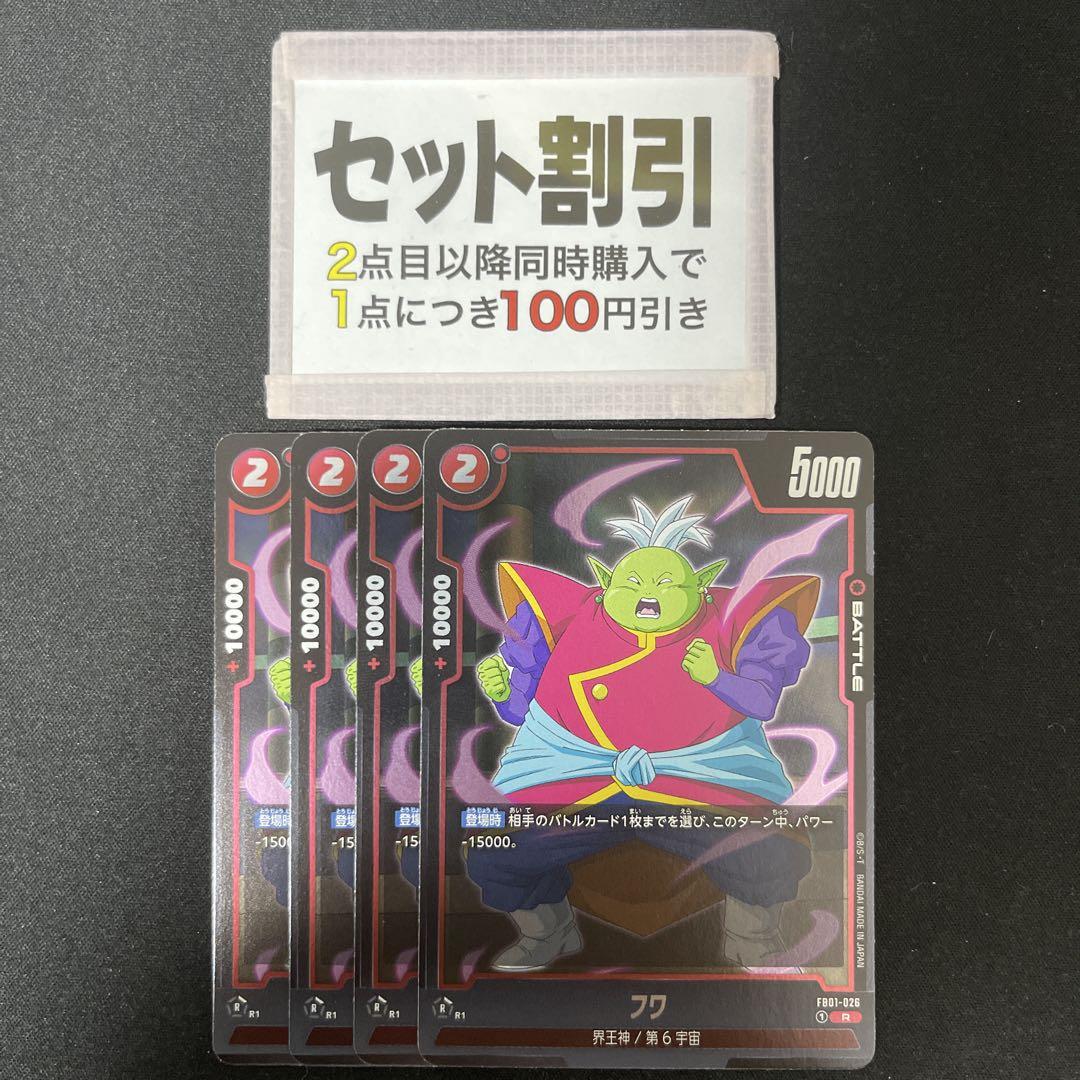 セット割引
2点目以降同時購入で
1点につき100円引き
2
2
2
2
5000
+10000
+10000
+10000
+10000
BATTLE
登場時
-1500
登場時
-15
登場時
-15
登場時 相手のバトルカード1枚までを選び、このターン中、パワー
-15000。
©B/S・T BANDAI MADE IN JAPAN
R R1
R R1
R R1
R R1
フワ
FB01-026
1 R
界王神 / 第6宇宙